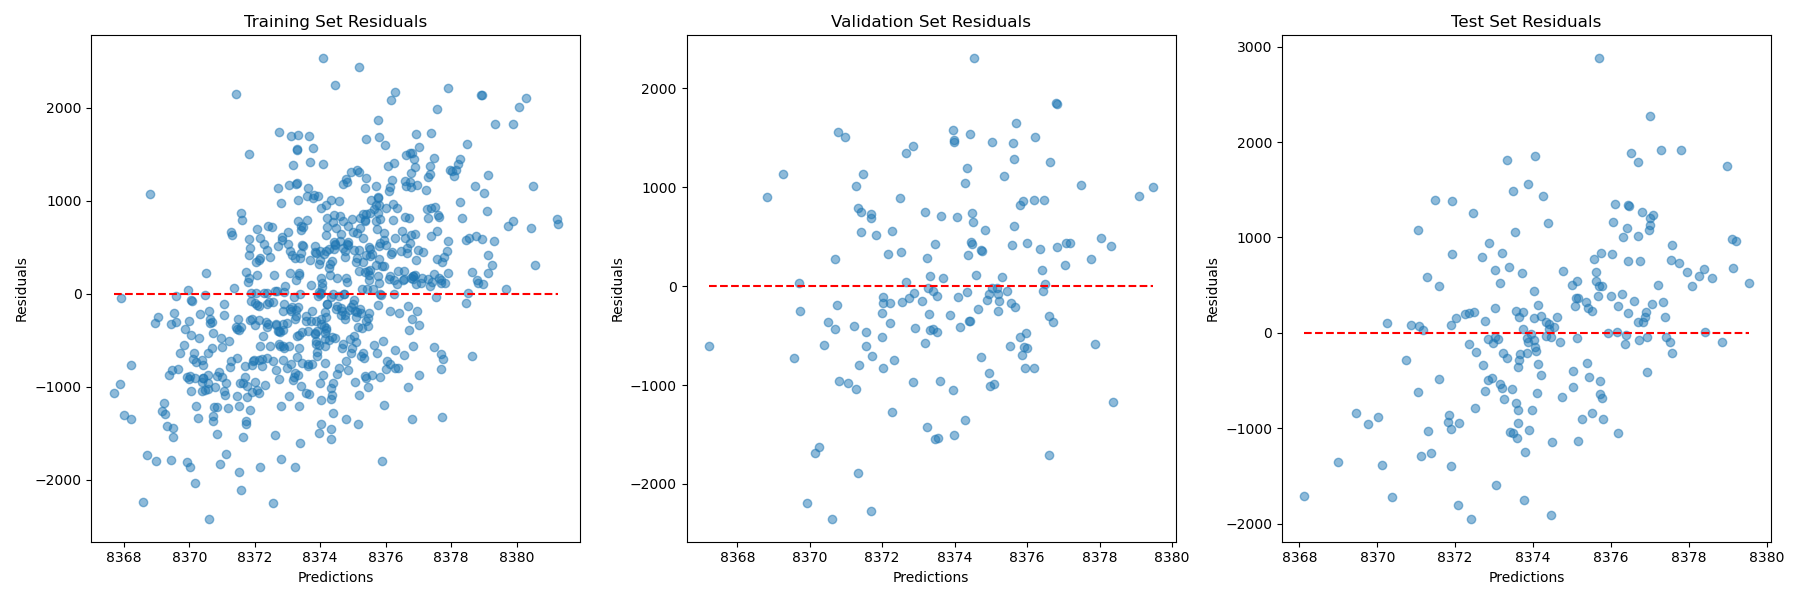 Training Set Residuals
Residuals
2000
1000
0
−1000
−2000
8368 8370 8372 8374 8376 8378 8380
Predictions
Validation Set Residuals
Residuals
2000
1000
0
−1000
−2000
8368 8370 8372 8374 8376 8378 8380
Predictions
Test Set Residuals
Residuals
3000
2000
1000
0
−1000
−2000
8368 8370 8372 8374 8376 8378 8380
Predictions